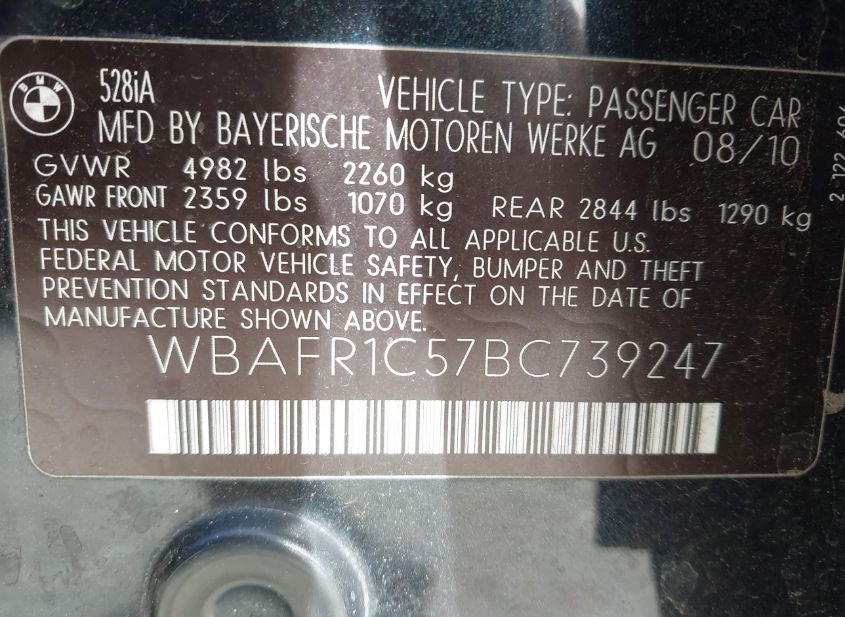 BMW
528iA
VEHICLE TYPE: PASSENGER CAR
MFD BY BAYERISCHE MOTOREN WERKE AG 08/10
GVWR 4982 lbs 2260 kg
GAWR FRONT 2359 lbs 1070 kg REAR 2844 lbs 1290 kg
THIS VEHICLE CONFORMS TO ALL APPLICABLE U.S.
FEDERAL MOTOR VEHICLE SAFETY, BUMPER AND THEFT
PREVENTION STANDARDS IN EFFECT ON THE DATE OF
MANUFACTURE SHOWN ABOVE.
WBAFR1C57BC739247
2 122